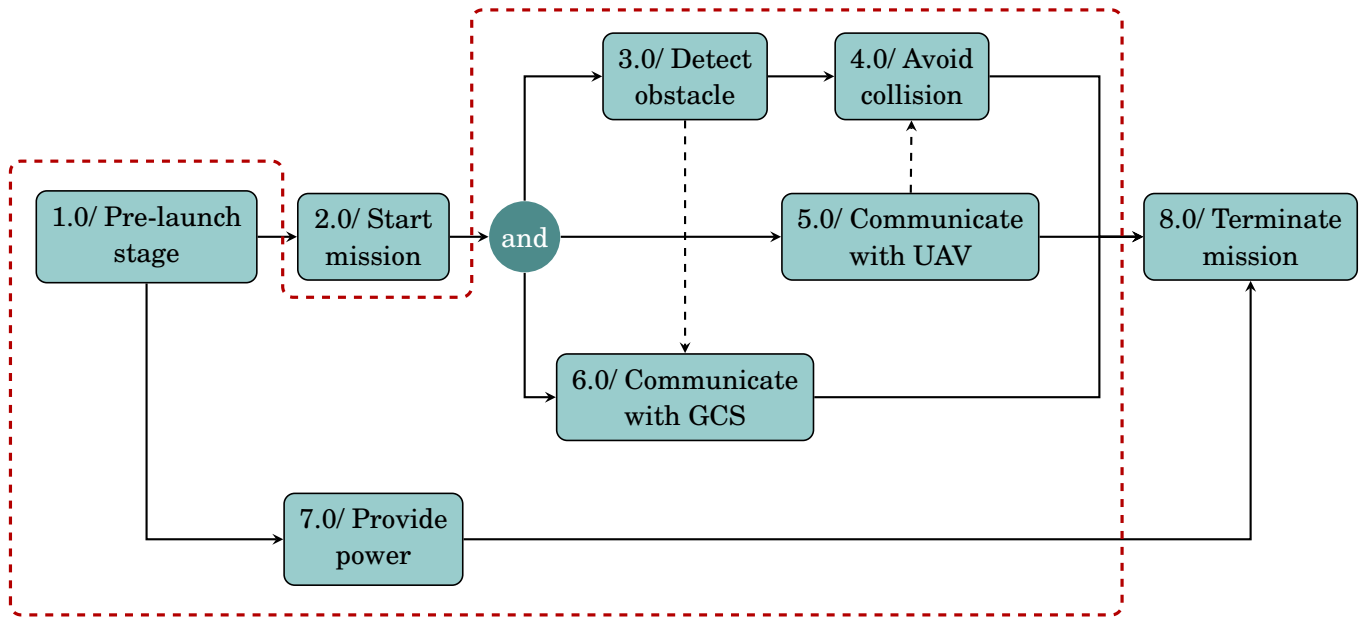 3.0/ Detect
obstacle
4.0/ Avoid
collision
1.0/ Pre-launch
stage
2.0/ Start
mission
and
5.0/ Communicate
with UAV
8.0/ Terminate
mission
6.0/ Communicate
with GCS
7.0/ Provide
power